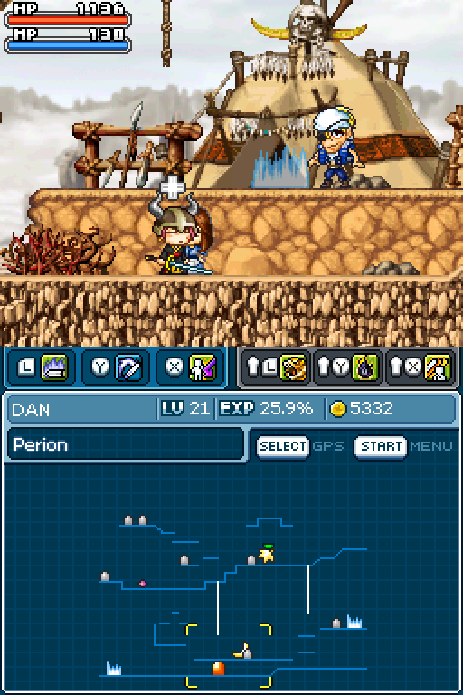 HP 1136
MP 130
L Y X L Y X
DAN LV 21 EXP 25.9% 5332
Perion SELECT GPS START MENU